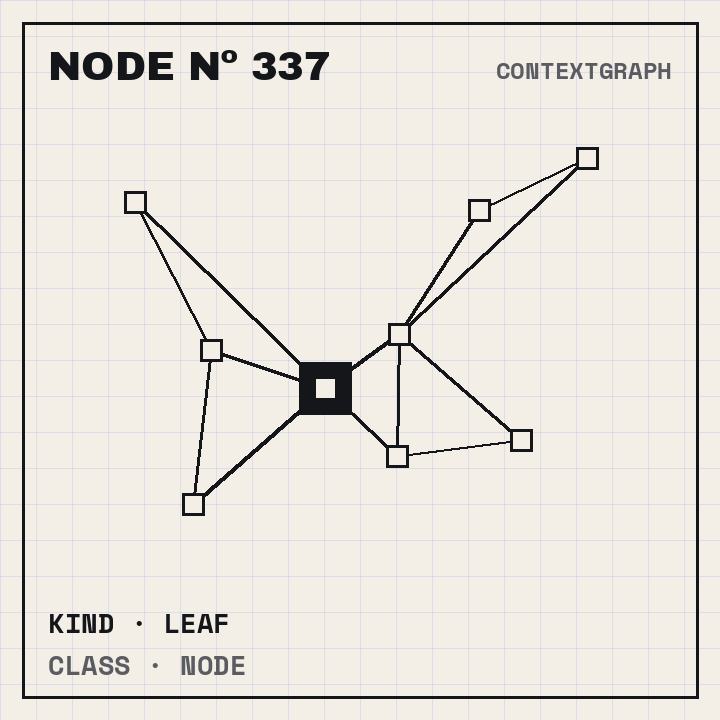 NODE Nº 337
CONTEXTGRAPH
KIND · LEAF
CLASS · NODE